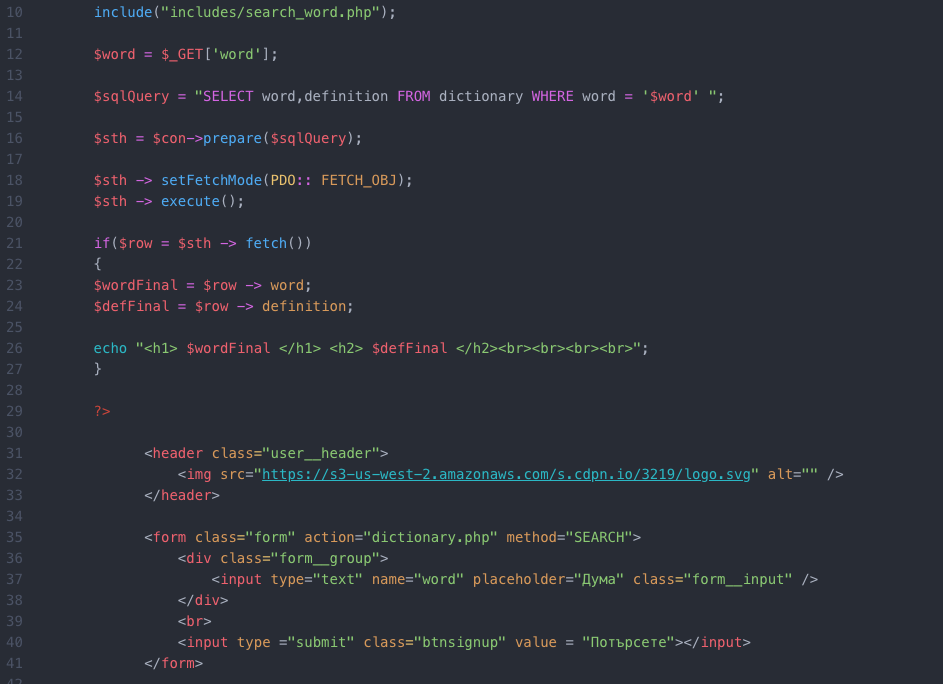 10 include("includes/search_word.php");
11
12 $word = $_GET['word'];
13
14 $sqlQuery = "SELECT word,definition FROM dictionary WHERE word = '$word' ";
15
16 $sth = $con->prepare($sqlQuery);
17
18 $sth -> setFetchMode(PDO:: FETCH_OBJ);
19 $sth -> execute();
20
21 if($row = $sth -> fetch())
22 {
23 $wordFinal = $row -> word;
24 $defFinal = $row -> definition;
25
26 echo "<h1> $wordFinal </h1> <h2> $defFinal </h2><br><br><br><br>";
27 }
28
29 ?>
30
31 <header class="user__header">
32 <img src="https://s3-us-west-2.amazonaws.com/s.cdpn.io/3219/logo.svg" alt="" />
33 </header>
34
35 <form class="form" action="dictionary.php" method="SEARCH">
36 <div class="form__group">
37 <input type="text" name="word" placeholder="Дума" class="form__input" />
38 </div>
39 <br>
40 <input type ="submit" class="btnsignup" value = "Потърсете"></input>
41 </form>
42